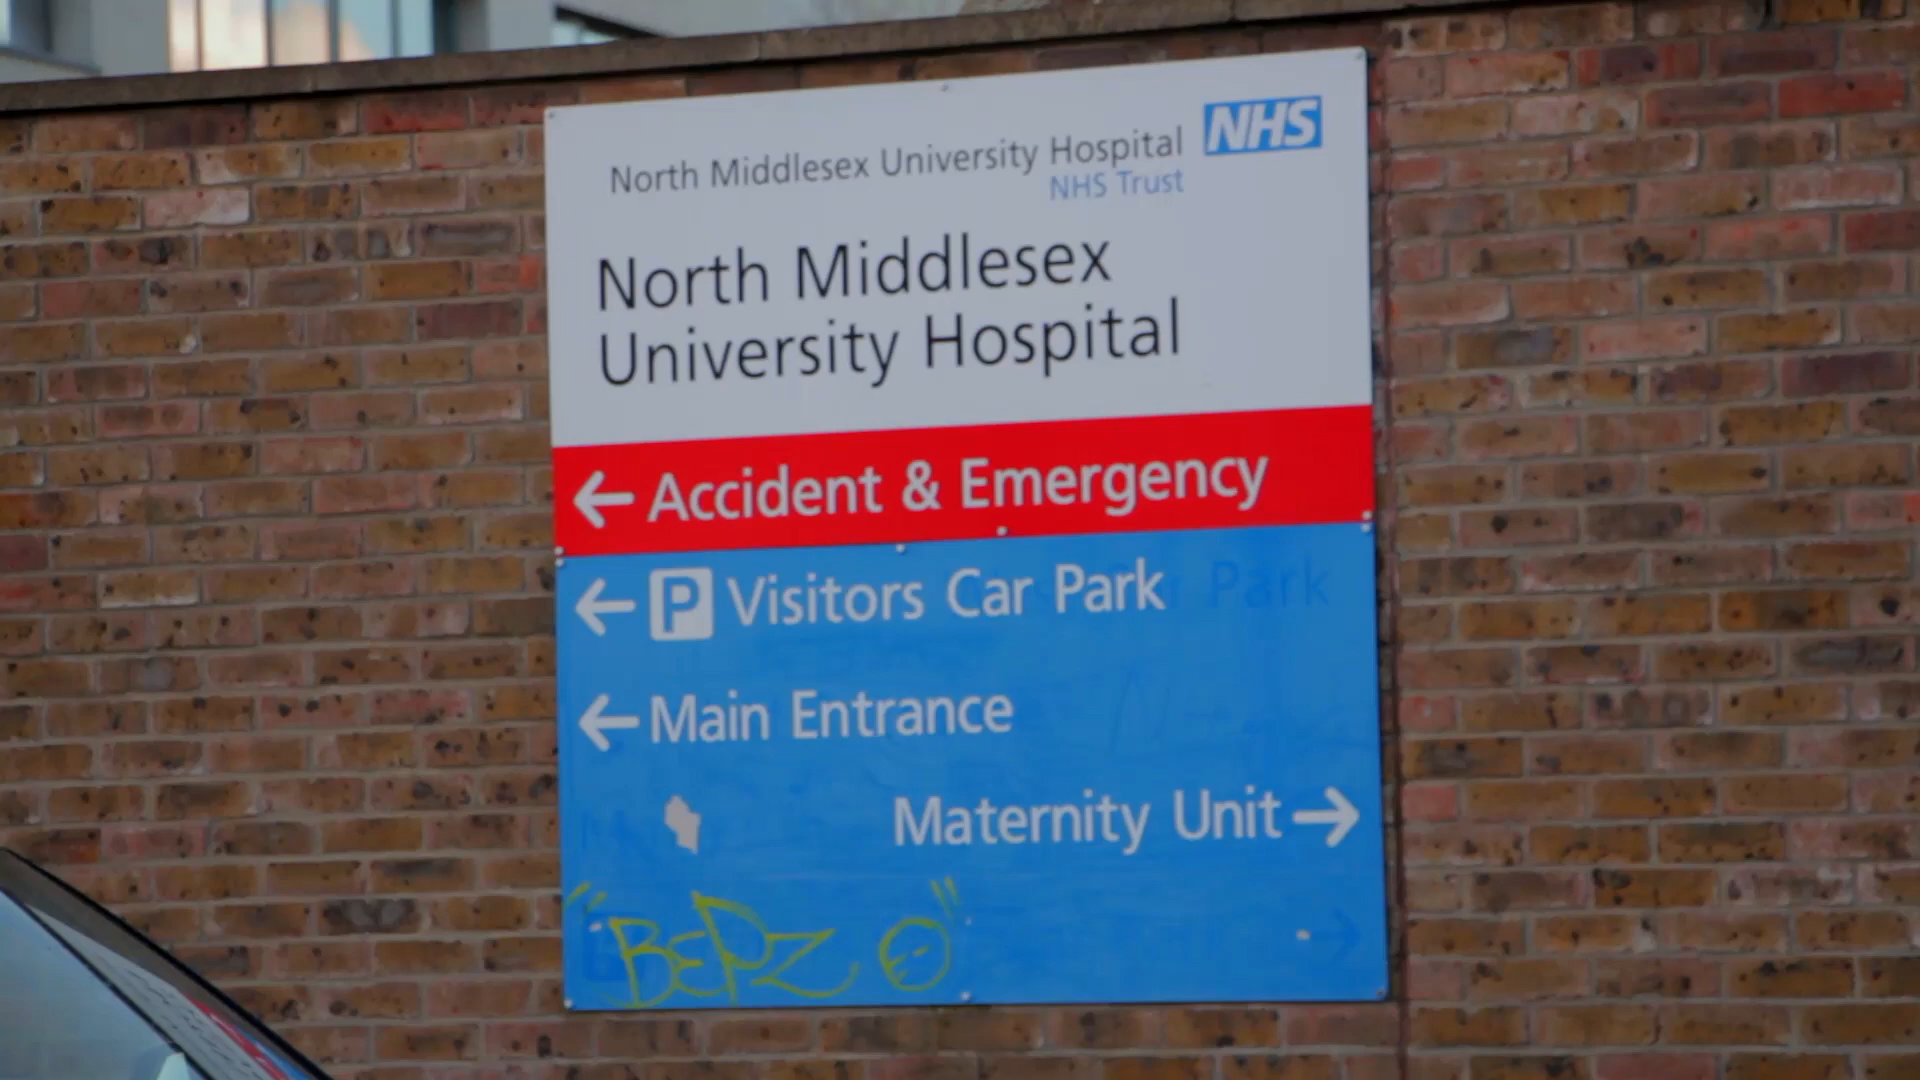 North Middlesex University Hospital NHS
NHS Trust
North Middlesex
University Hospital
← Accident & Emergency
← P Visitors Car Park
← Main Entrance
Maternity Unit →
"BEPZ